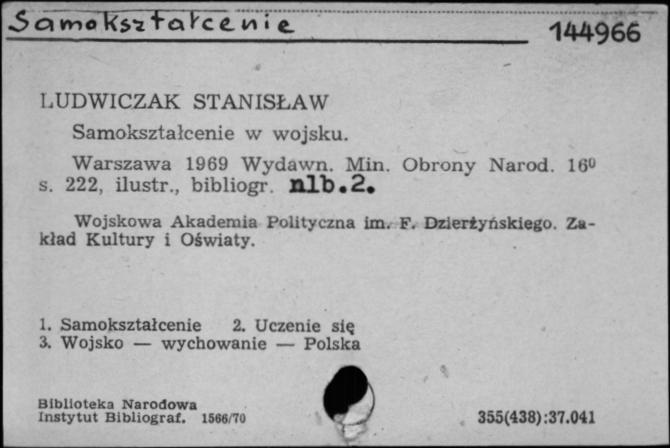 Samokształcenie
144966
LUDWICZAK STANISŁAW
Samokształcenie w wojsku.
Warszawa 1969 Wydawn. Min. Obrony Narod. 16⁰
s. 222, ilustr., bibliogr. nlb.2.
Wojskowa Akademia Polityczna im. F. Dzierżyńskiego. Za-
kład Kultury i Oświaty.
1. Samokształcenie 2. Uczenie się
3. Wojsko — wychowanie — Polska
Biblioteka Narodowa
Instytut Bibliograf. 1566/70
355(438):37.041